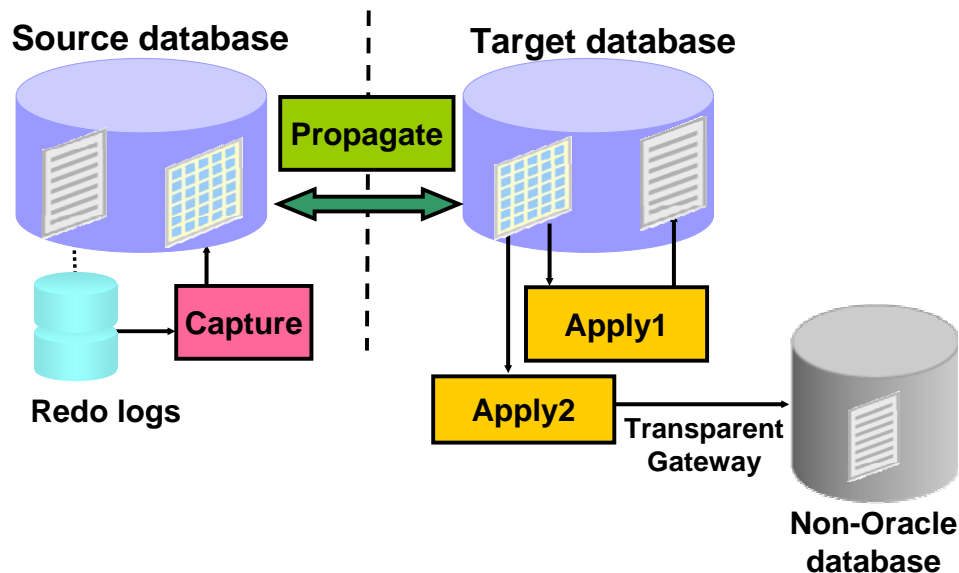 Source database
Target database
Propagate
Capture
Apply1
Redo logs
Apply2
Transparent
Gateway
Non-Oracle
database